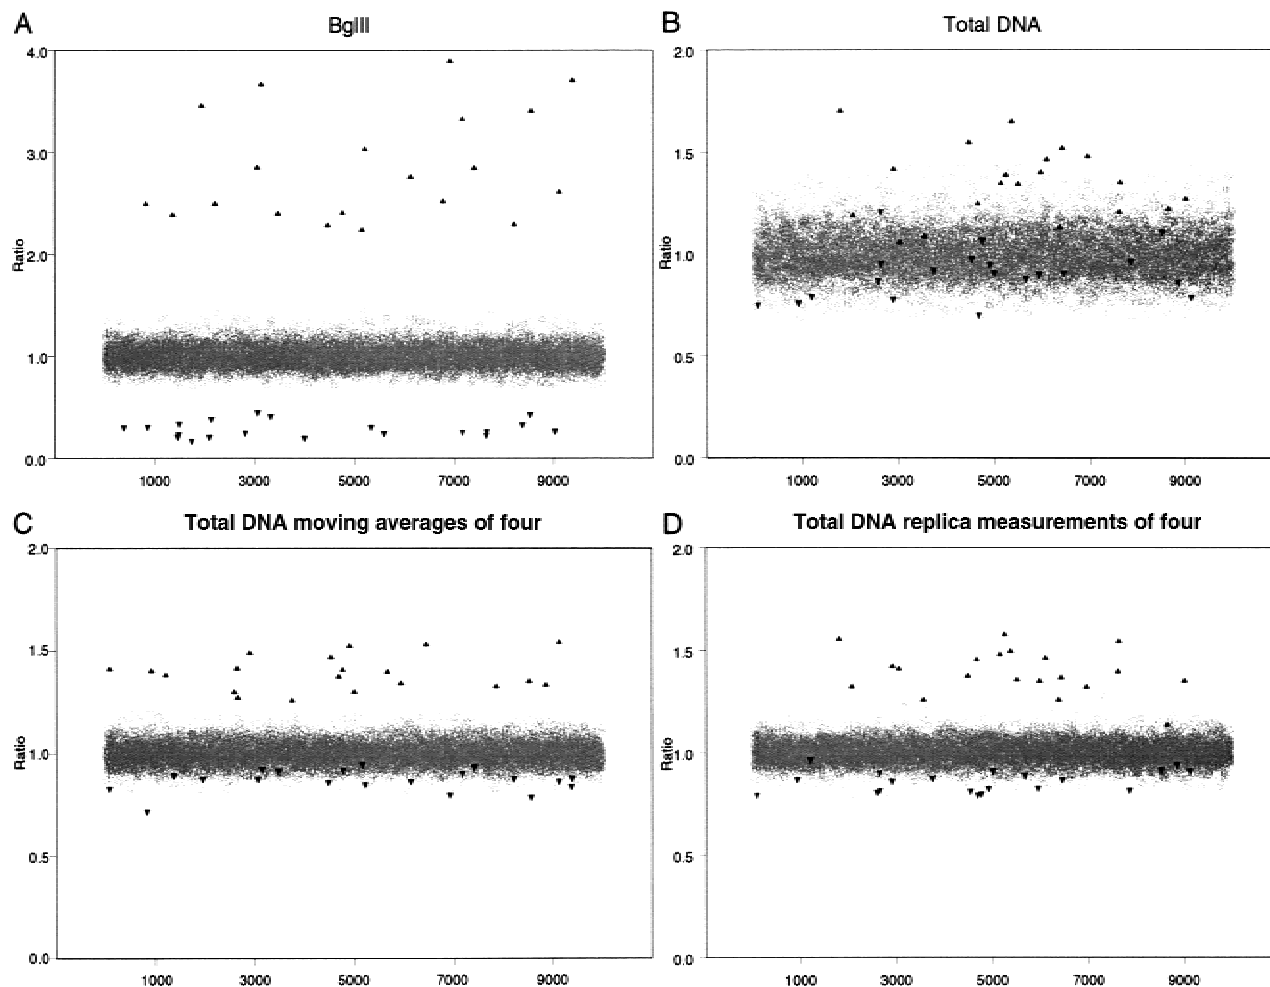 A
BglII
4.0
3.0
2.0
1.0
0.0
Ratio
1000 3000 5000 7000 9000
B
Total DNA
2.0
1.5
1.0
0.5
0.0
Ratio
1000 3000 5000 7000 9000
C
Total DNA moving averages of four
2.0
1.5
1.0
0.5
0.0
Ratio
1000 3000 5000 7000 9000
D
Total DNA replica measurements of four
2.0
1.5
1.0
0.5
0.0
Ratio
1000 3000 5000 7000 9000